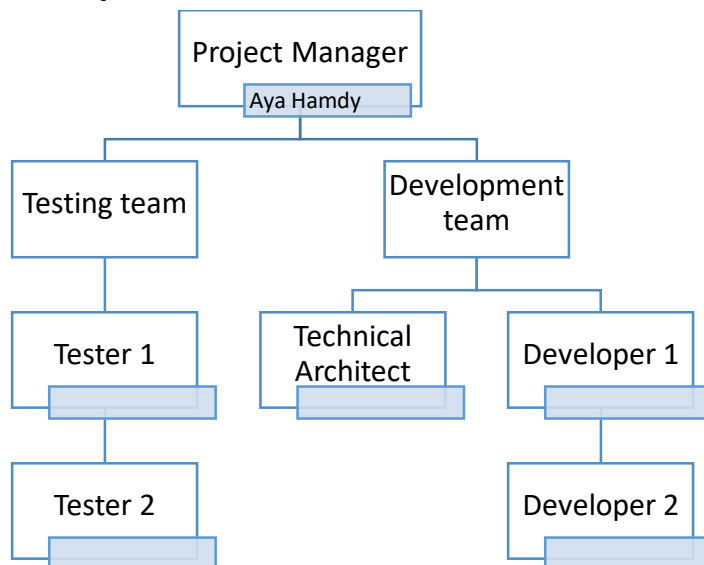 Project Manager
Aya Hamdy
Testing team
Development
team
Tester 1
Technical
Architect
Developer 1
Tester 2
Developer 2